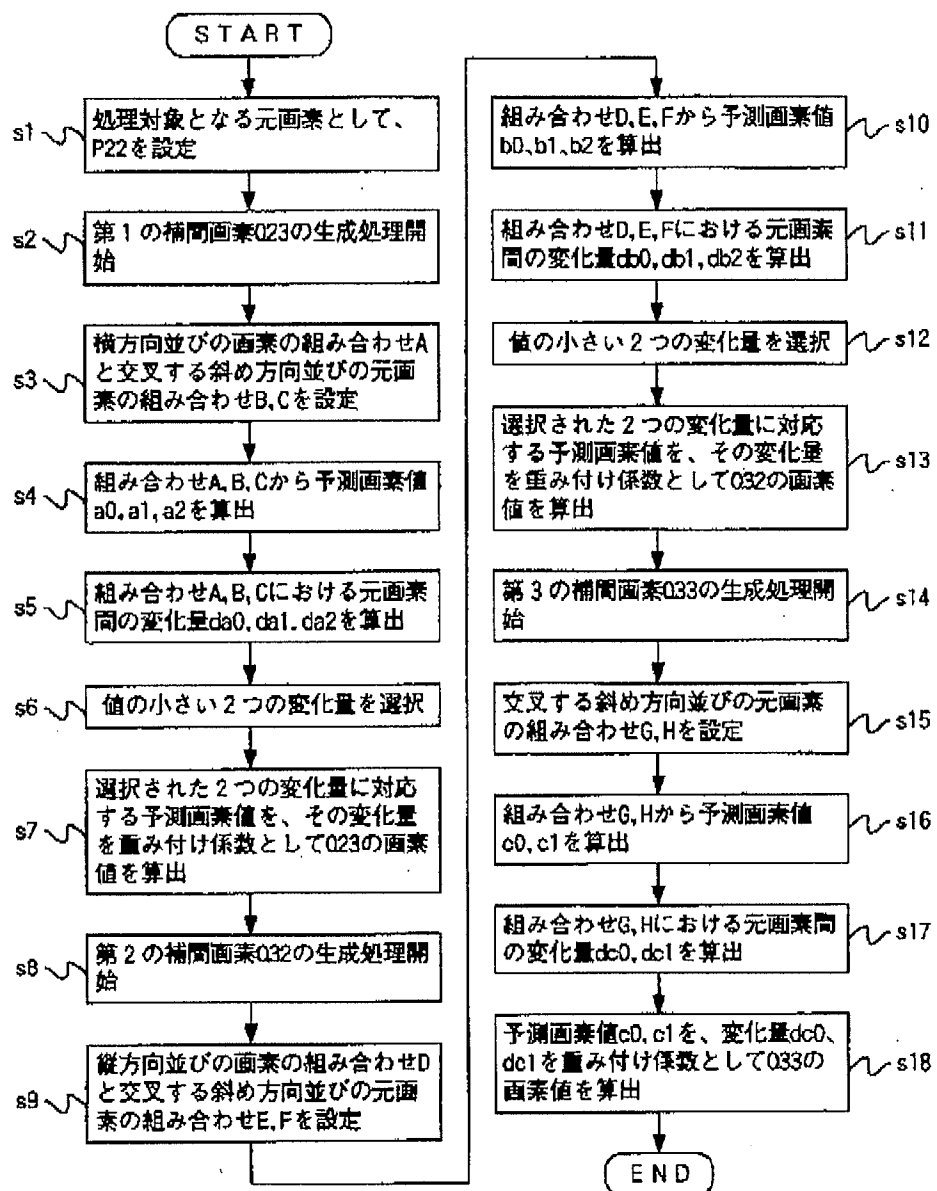 START
s1
処理対象となる元画素として、
P22を設定
s2
第1の補間画素Q23の生成処理開
始
s3
横方向並びの画素の組み合わせA
と交叉する斜め方向並びの元画
素の組み合わせB,Cを設定
s4
組み合わせA,B,Cから予測画素値
a0,a1,a2を算出
s5
組み合わせA,B,Cにおける元画素
間の変化量da0,da1,da2を算出
s6
値の小さい2つの変化量を選択
s7
選択された2つの変化量に対応
する予測画素値を、その変化量
を重み付け係数としてQ23の画素
値を算出
s8
第2の補間画素Q32の生成処理開
始
s9
縦方向並びの画素の組み合わせD
と交叉する斜め方向並びの元画
素の組み合わせE,Fを設定
組み合わせD,E,Fから予測画素値
b0、b1、b2を算出
s10
組み合わせD,E,Fにおける元画素
間の変化量db0,db1,db2を算出
s11
値の小さい2つの変化量を選択
s12
選択された2つの変化量に対応
する予測画素値を、その変化量
を重み付け係数としてQ32の画素
値を算出
s13
第3の補間画素Q33の生成処理開
始
s14
交叉する斜め方向並びの元画素
の組み合わせG,Hを設定
s15
組み合わせG,Hから予測画素値
c0,c1を算出
s16
組み合わせG,Hにおける元画素間
の変化量dc0,dc1を算出
s17
予測画素値c0,c1を、変化量dc0、
dc1を重み付け係数としてQ33の
画素値を算出
s18
END